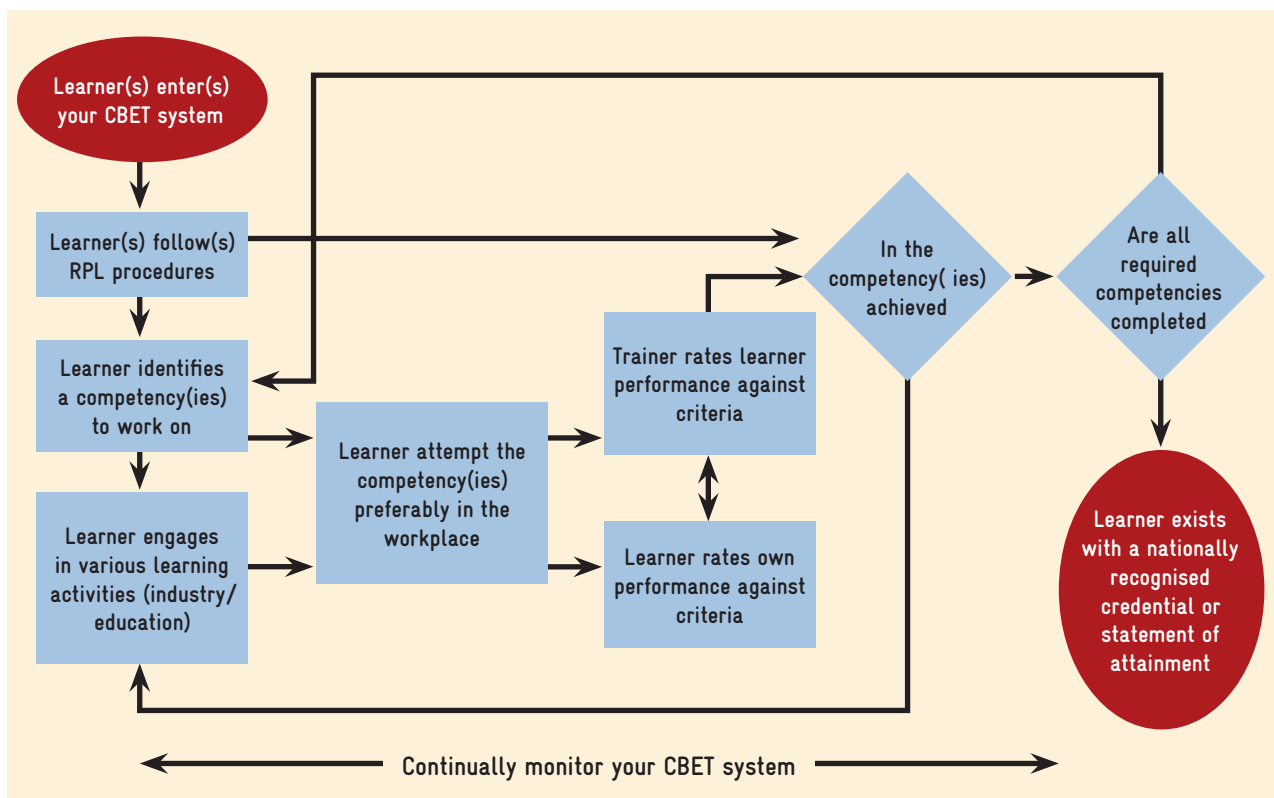 Learner(s) enter(s)
your CBET system
Learner(s) follow(s)
RPL procedures
Learner identifies
a competency(ies)
to work on
Learner engages
in various learning
activities (industry/
education)
Learner attempt the
competency(ies)
preferably in the
workplace
Trainer rates learner
performance against
criteria
Learner rates own
performance against
criteria
In the
competency( ies)
achieved
Are all
required
competencies
completed
Learner exists
with a nationally
recognised
credential or
statement of
attainment
Continually monitor your CBET system